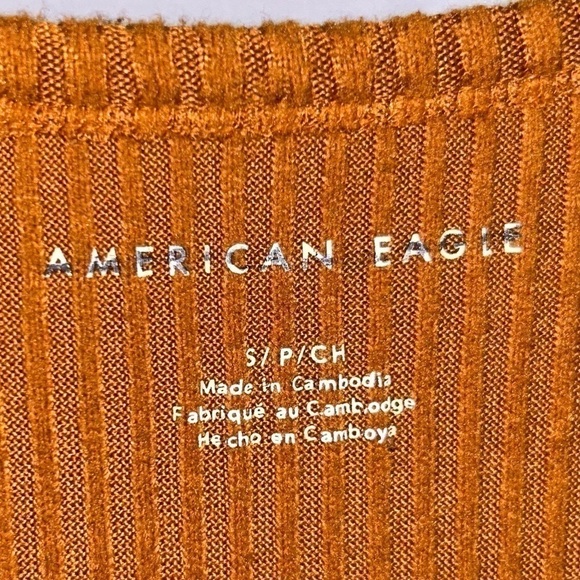 AMERICAN EAGLE
S/P/CH
Made in Cambodia
Fabriqué au Cambodge
Hecho en Camboya